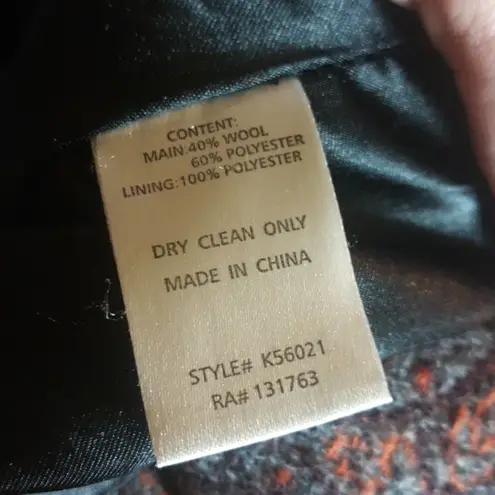 CONTENT:
MAIN:40% WOOL
60% POLYESTER
LINING:100% POLYESTER
DRY CLEAN ONLY
MADE IN CHINA
STYLE# K56021
RA# 131763